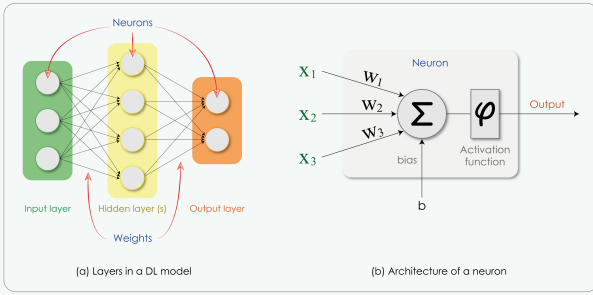 Neurons
Input layer
Hidden layer (s)
Output layer
Weights
(a) Layers in a DL model
Neuron
x1
w1
x2
w2
x3
w3
Σ
φ
Output
Activation
function
bias
b
(b) Architecture of a neuron